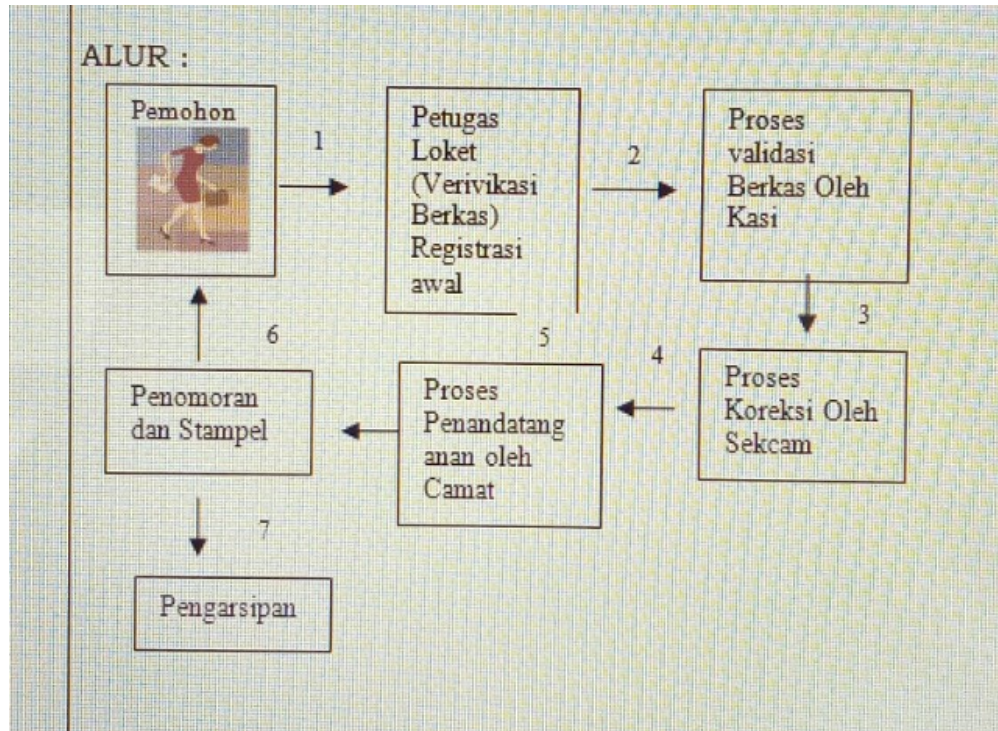 ALUR :
Pemohon
1
Petugas
Loket
(Verivikasi
Berkas)
Registrasi
awal
2
Proses
validasi
Berkas Oleh
Kasi
3
Proses
Koreksi Oleh
Sekcam
4
Proses
Penandatang
anan oleh
Camat
5
Penomoran
dan Stampel
6
7
Pengarsipan